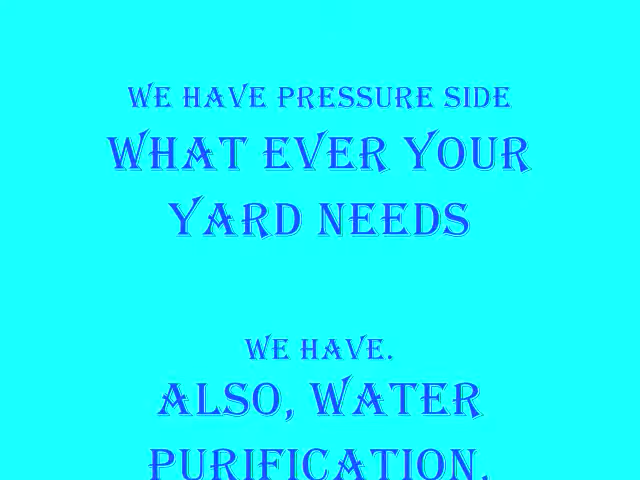 WE HAVE PRESSURE SIDE
WHAT EVER YOUR
YARD NEEDS
WE HAVE.
ALSO, WATER
PURIFICATION.